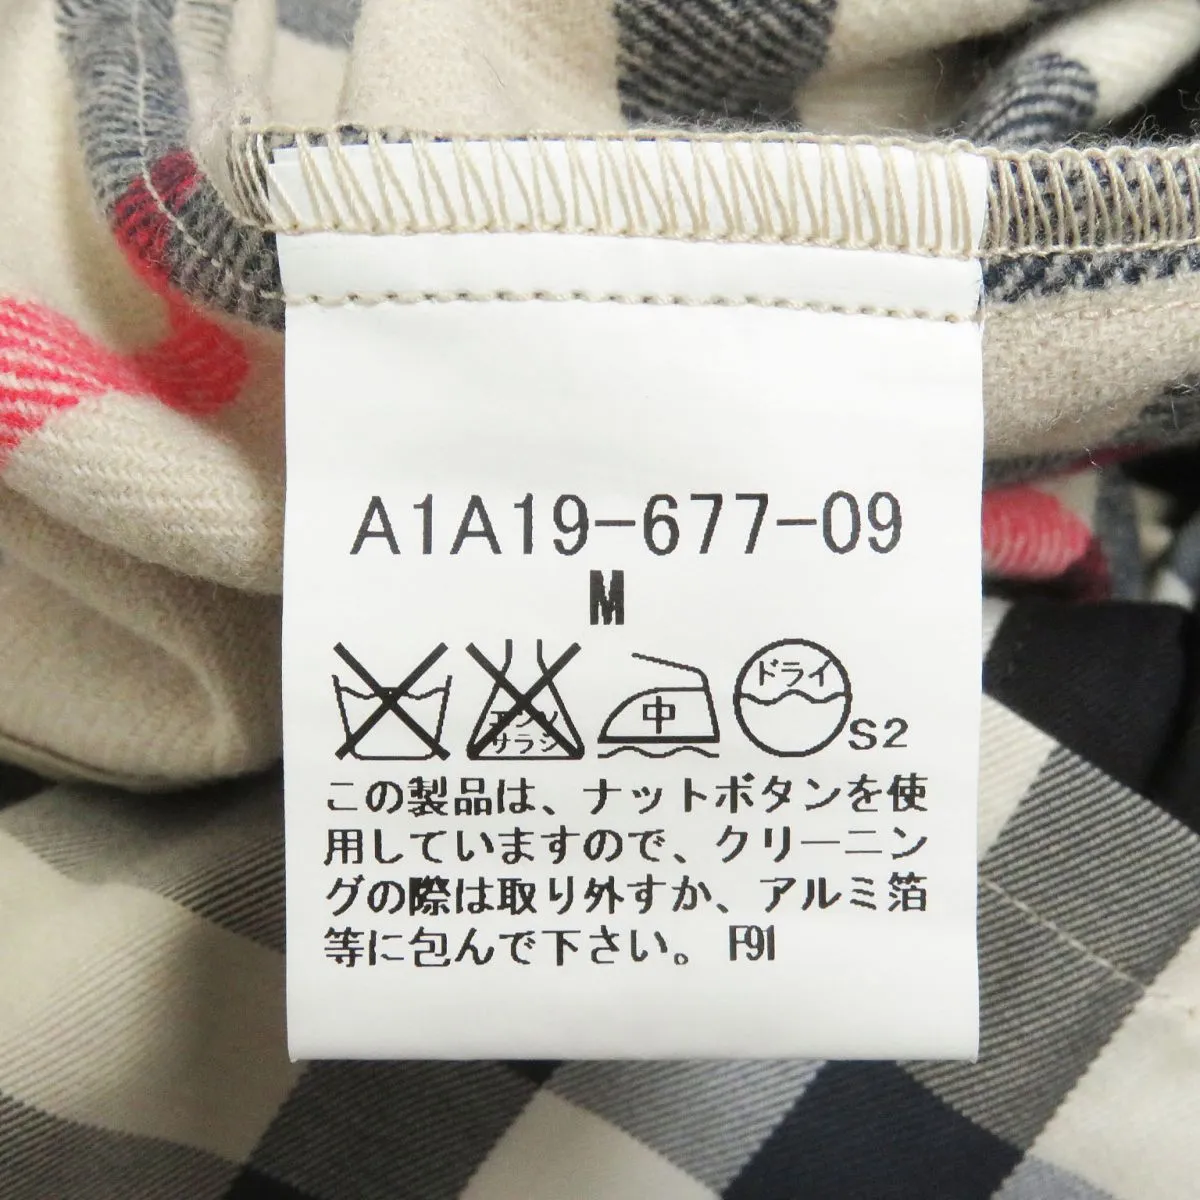 A1A19-677-09
M
エンソ
サラシ
中
ドライ
S2
この製品は、ナットボタンを使
用していますので、クリーニン
グの際は取り外すか、アルミ箔
等に包んで下さい。 F91